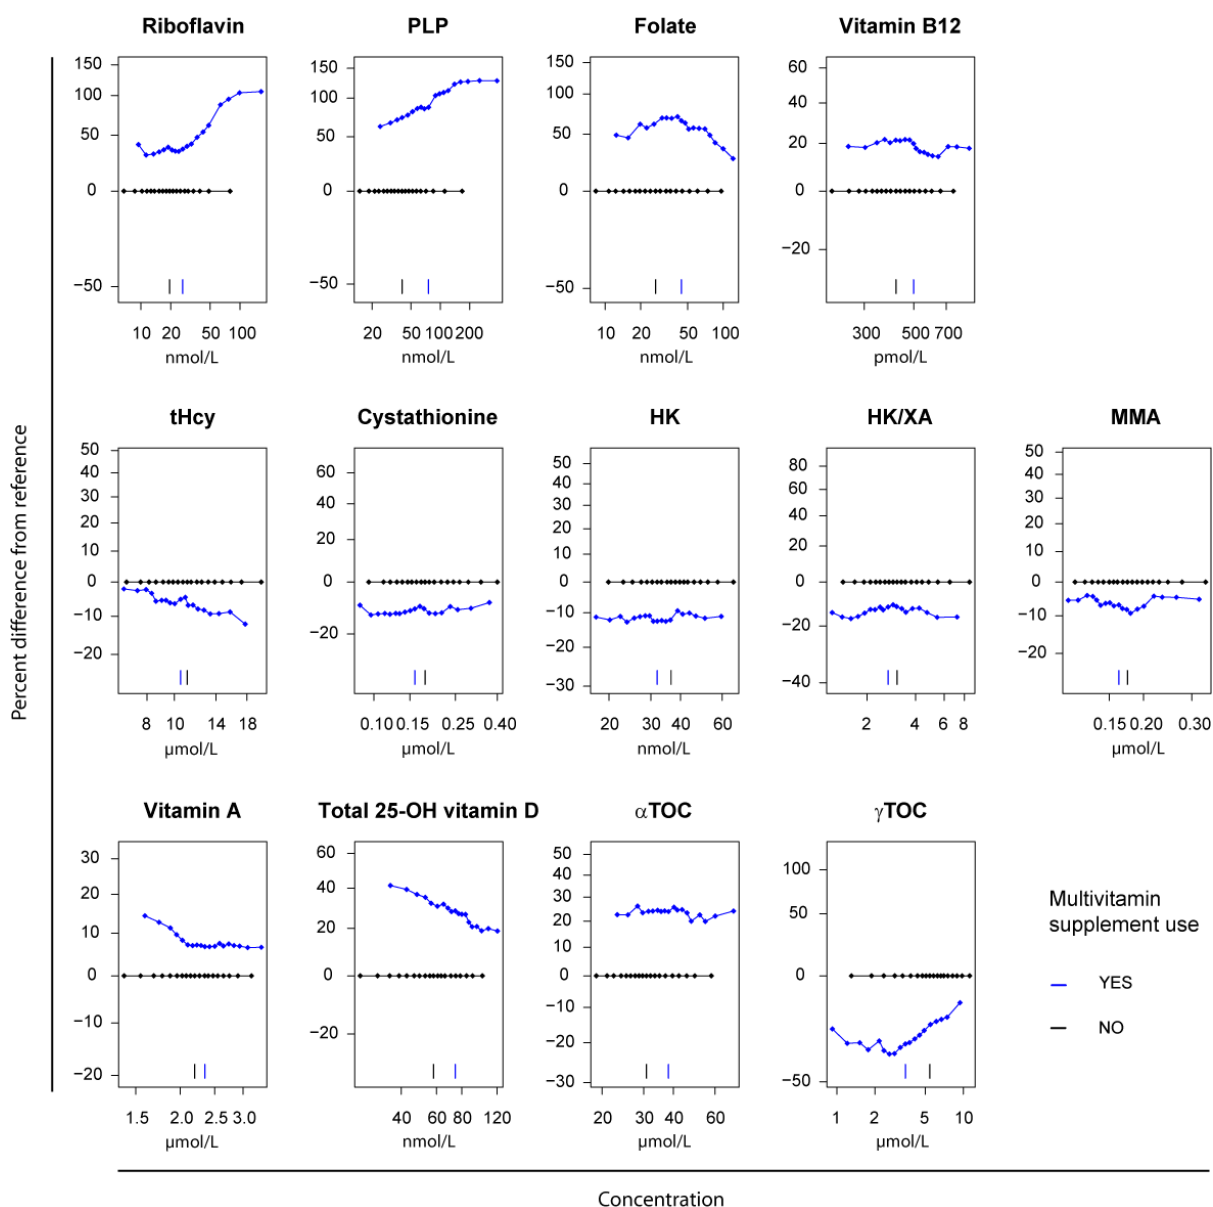 Riboflavin PLP Folate Vitamin B12
150 100 50 0 −50
150 100 50 0 −50
150 100 50 0 −50
60 40 20 0 −20
10 20 50 100
20 50 100 200
10 20 50 100
300 500 700
nmol/L nmol/L nmol/L pmol/L
Percent difference from reference
tHcy Cystathionine HK HK/XA MMA
50 40 30 20 10 0 −10 −20
60 40 20 0 −20
50 40 30 20 10 0 −10 −20 −30
80 60 40 20 0 −20 −40
50 40 30 20 10 0 −10 −20
8 10 14 18
0.10 0.15 0.25 0.40
20 30 40 60
2 4 6 8
0.15 0.20 0.30
µmol/L µmol/L nmol/L µmol/L
Vitamin A Total 25-OH vitamin D αTOC γTOC
30 20 10 0 −10 −20
60 40 20 0 −20
50 40 30 20 10 0 −10 −20 −30
100 50 0 −50
1.5 2.0 2.5 3.0
40 60 80 120
20 30 40 60
1 2 5 10
µmol/L nmol/L µmol/L µmol/L
Multivitamin
supplement use
YES
NO
Concentration